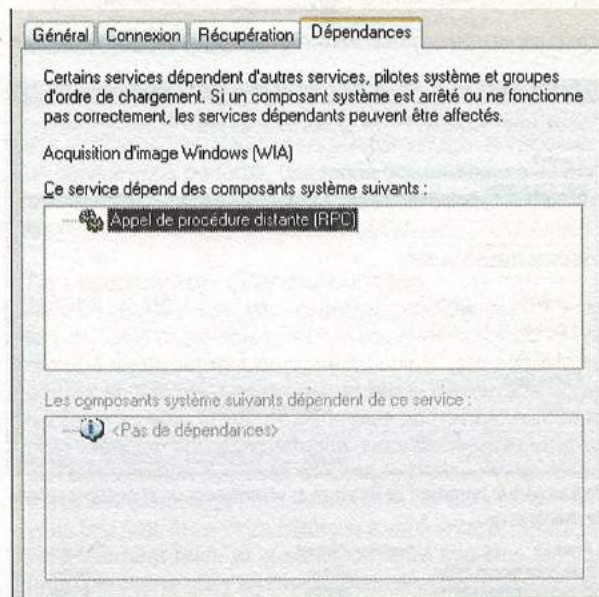 Général Connexion Récupération Dépendances
Certains services dépendent d'autres services, pilotes système et groupes
d'ordre de chargement. Si un composant système est arrêté ou ne fonctionne
pas correctement, les services dépendants peuvent être affectés.
Acquisition d'image Windows (WIA)
Ce service dépend des composants système suivants :
Appel de procédure distante (RPC)
Les composants système suivants dépendent de ce service :
<Pas de dépendances>